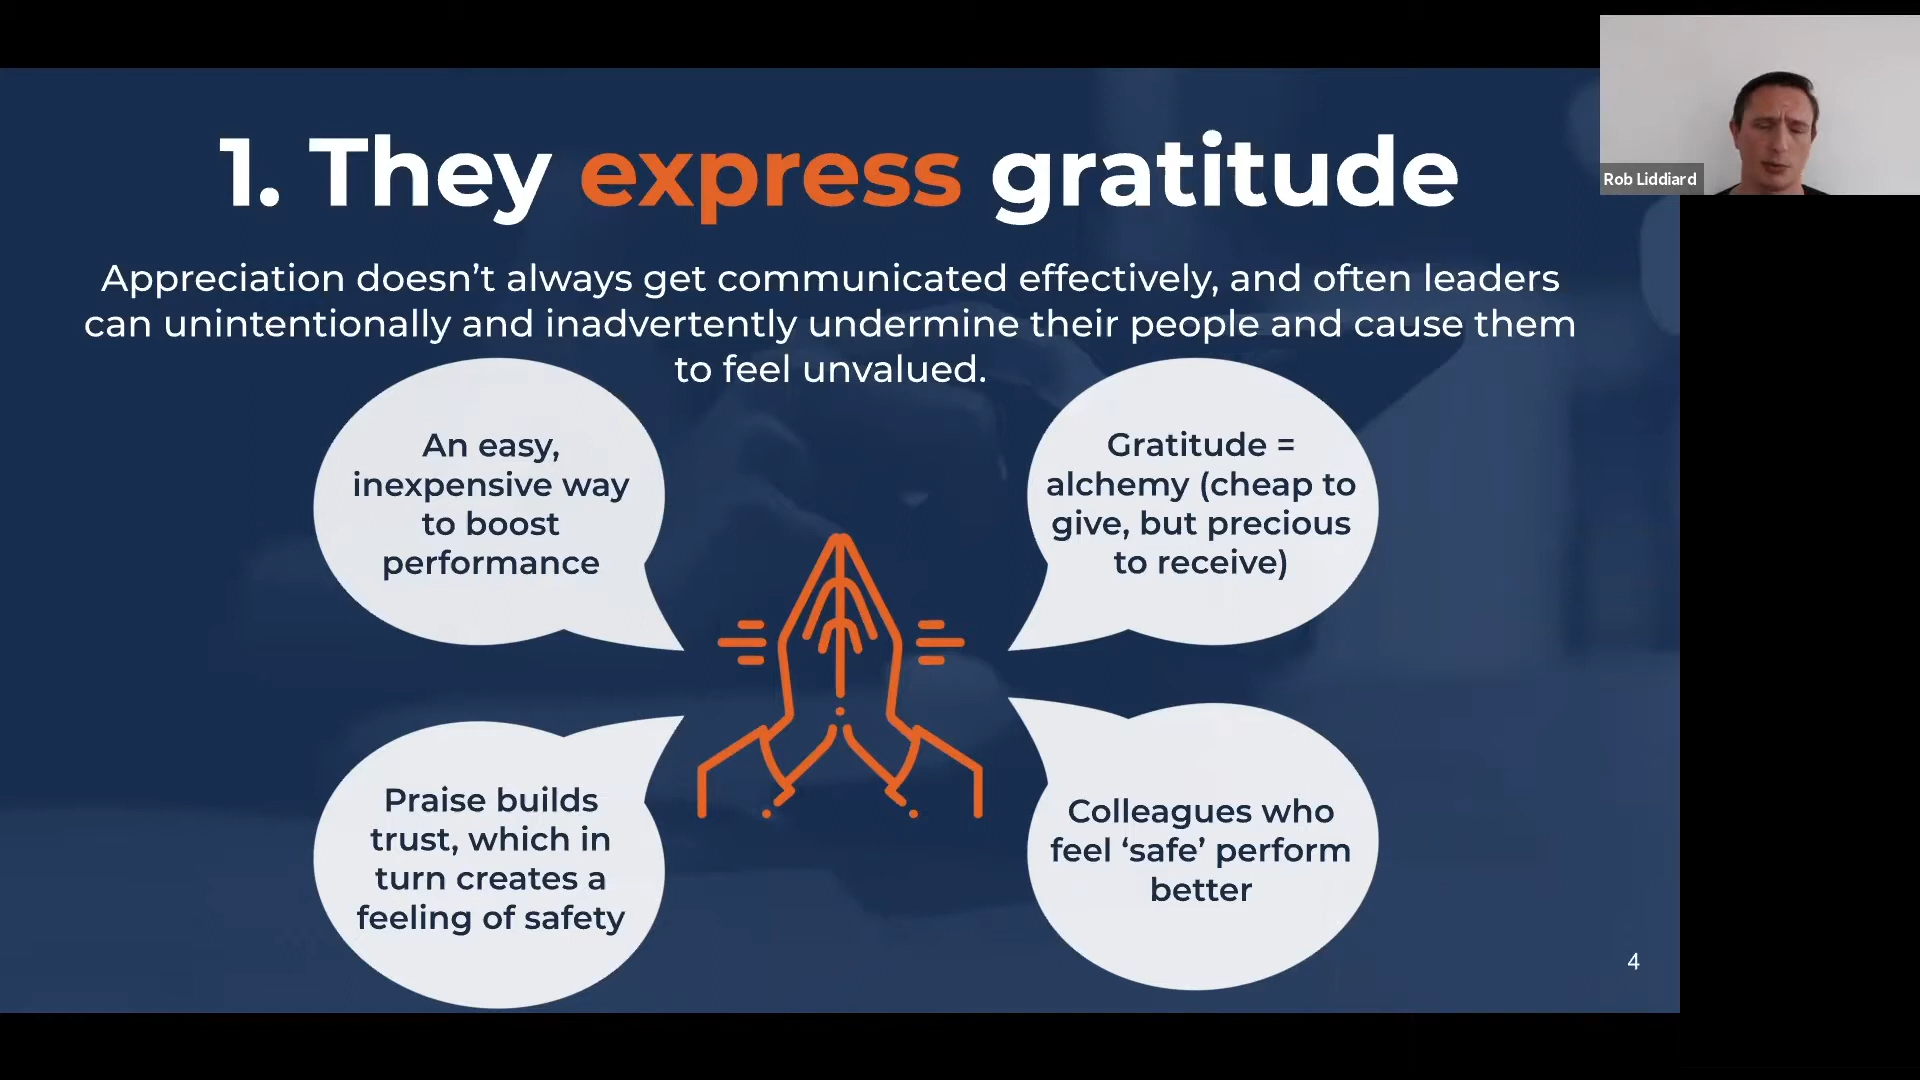 1. They express gratitude
Appreciation doesn’t always get communicated effectively, and often leaders
can unintentionally and inadvertently undermine their people and cause them
to feel unvalued.
An easy,
inexpensive way
to boost
performance
Gratitude =
alchemy (cheap to
give, but precious
to receive)
Praise builds
trust, which in
turn creates a
feeling of safety
Colleagues who
feel ‘safe’ perform
better
4
Rob Liddiard